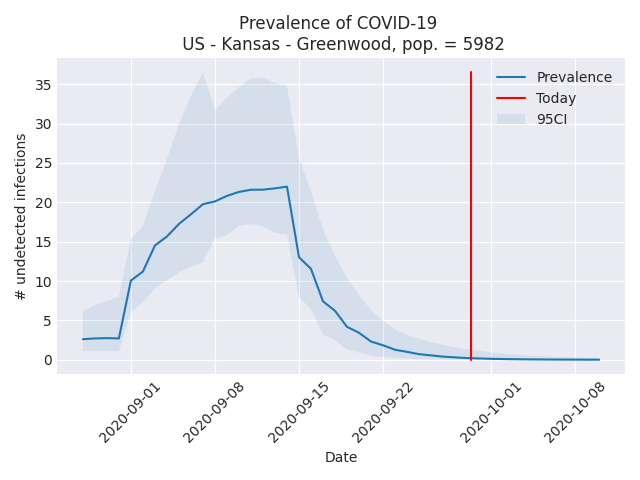 Prevalence of COVID-19
US - Kansas - Greenwood, pop. = 5982
Prevalence
Today
95CI
35
30
25
20
15
10
5
0
# undetected infections
2020-09-01
2020-09-08
2020-09-15
2020-09-22
2020-10-01
2020-10-08
Date